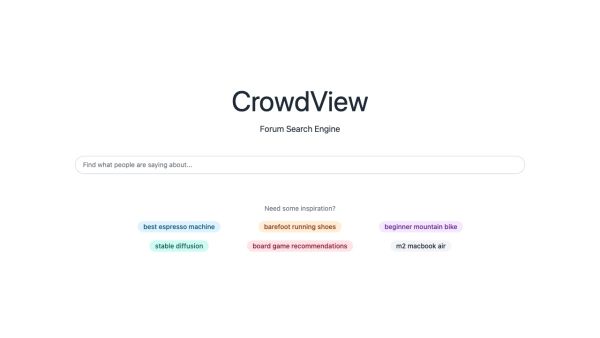 CrowdView
Forum Search Engine
Find what people are saying about...
Need some inspiration?
best espresso machine barefoot running shoes beginner mountain bike
stable diffusion board game recommendations m2 macbook air